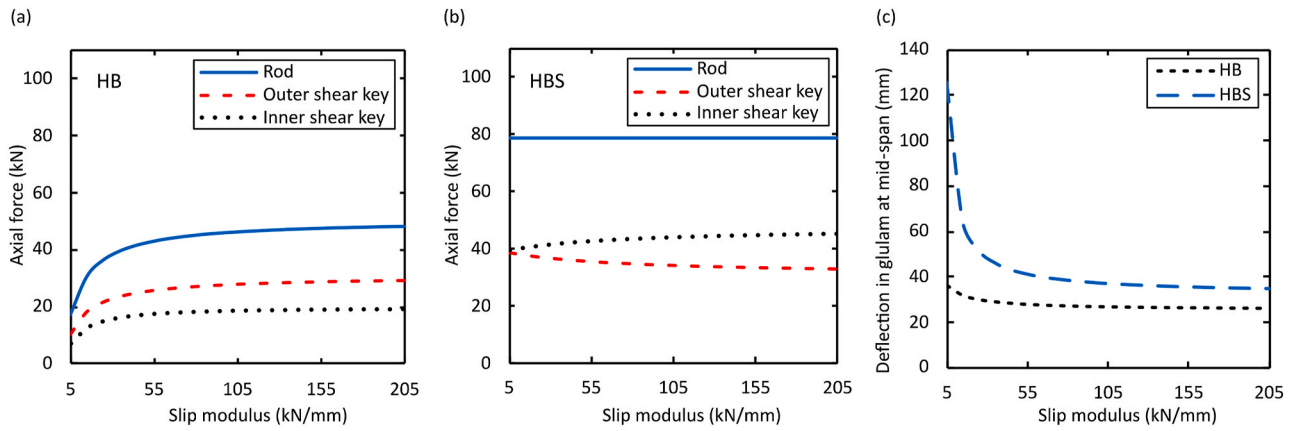 (a)
HB
Rod
Outer shear key
Inner shear key
Axial force (kN)
100
80
60
40
20
0
5 55 105 155 205
Slip modulus (kN/mm)
(b)
HBS
Rod
Outer shear key
Inner shear key
Axial force (kN)
100
80
60
40
20
0
5 55 105 155 205
Slip modulus (kN/mm)
(c)
HB
HBS
Deflection in glulam at mid-span (mm)
140
120
100
80
60
40
20
0
5 55 105 155 205
Slip modulus (kN/mm)